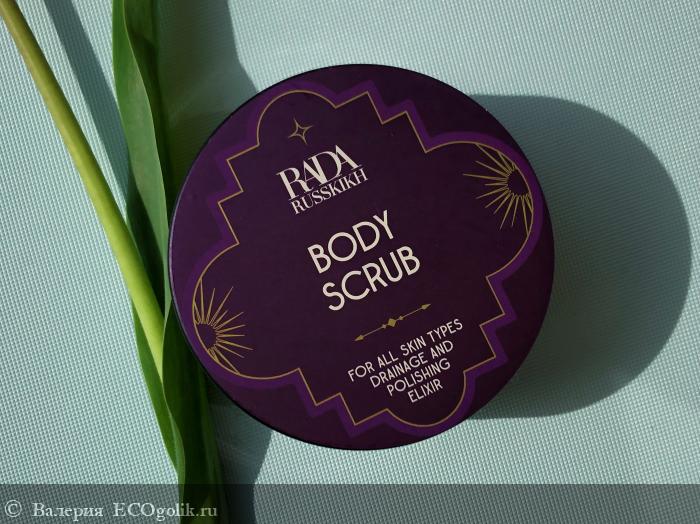 RADA
RUSSKIKH
BODY
SCRUB
FOR ALL SKIN TYPES
DRAINAGE AND
POLISHING
ELIXIR
© Валерия ECOgolik.ru